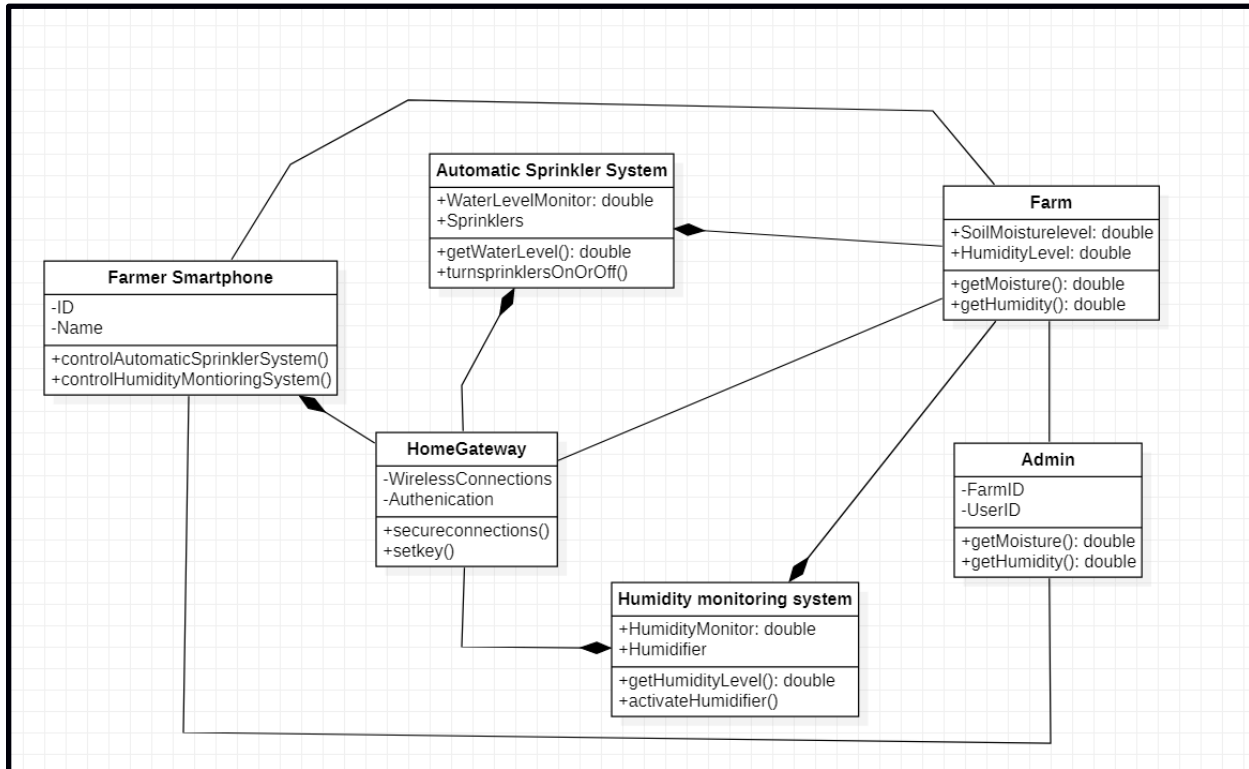 Automatic Sprinkler System
+WaterLevelMonitor: double
+Sprinklers
+getWaterLevel(): double
+turnsprinklersOnOrOff()
Farm
+SoilMoisturelevel: double
+HumidityLevel: double
+getMoisture(): double
+getHumidity(): double
Farmer Smartphone
-ID
-Name
+controlAutomaticSprinklerSystem()
+controlHumidityMontioringSystem()
HomeGateway
-WirelessConnections
-Authenication
+secureconnections()
+setkey()
Admin
-FarmID
-UserID
+getMoisture(): double
+getHumidity(): double
Humidity monitoring system
+HumidityMonitor: double
+Humidifier
+getHumidityLevel(): double
+activateHumidifier()